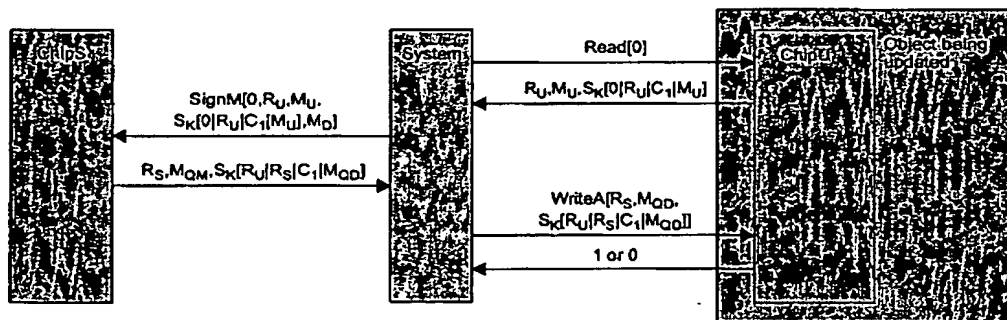 ChipS
System
ChipU
Object being
updated
Read[0]
R_U,M_U,S_K[0|R_U|C_1|M_U]
SignM[0,R_U,M_U,
S_K[0|R_U|C_1[M_U],M_D]
R_S,M_QM,S_K[R_U|R_S|C_1|M_QD]
WriteA[R_S,M_QD,
S_K[R_U|R_S|C_1|M_QD]]
1 or 0